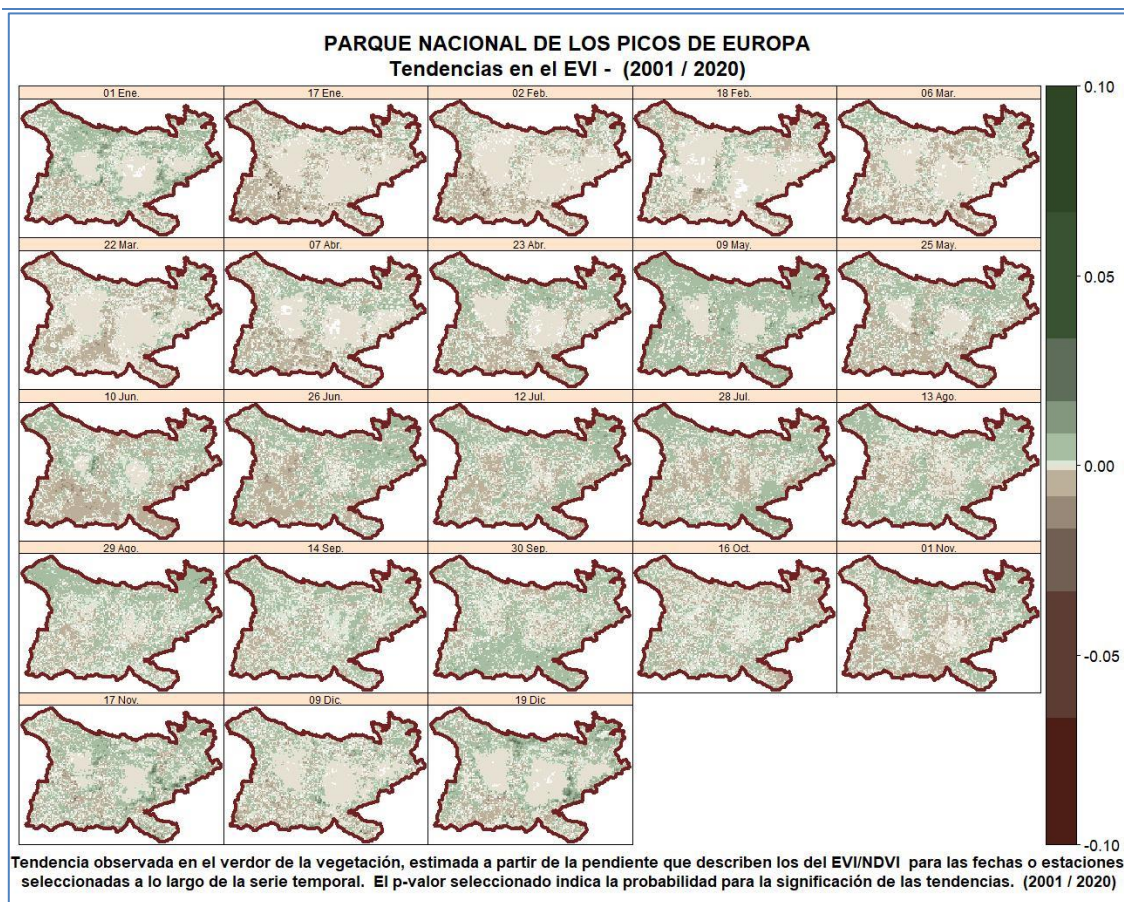 PARQUE NACIONAL DE LOS PICOS DE EUROPA
Tendencias en el EVI - (2001 / 2020)
01 Ene. 17 Ene. 02 Feb. 18 Feb. 06 Mar.
22 Mar. 07 Abr. 23 Abr. 09 May. 25 May.
10 Jun. 26 Jun. 12 Jul. 28 Jul. 13 Ago.
29 Ago. 14 Sep. 30 Sep. 16 Oct. 01 Nov.
17 Nov. 09 Dic. 19 Dic
0.10
0.05
0.00
-0.05
-0.10
Tendencia observada en el verdor de la vegetación, estimada a partir de la pendiente que describen los del EVI/NDVI para las fechas o estaciones
seleccionadas a lo largo de la serie temporal. El p-valor seleccionado indica la probabilidad para la significación de las tendencias. (2001 / 2020)